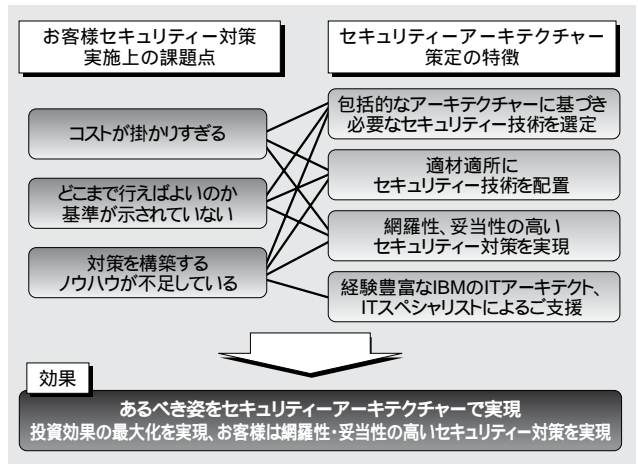 お客様セキュリティー対策
実施上の課題点
セキュリティーアーキテクチャー
策定の特徴
コストが掛かりすぎる
どこまで行えばよいのか
基準が示されていない
対策を構築する
ノウハウが不足している
包括的なアーキテクチャーに基づき
必要なセキュリティー技術を選定
適材適所に
セキュリティー技術を配置
網羅性、妥当性の高い
セキュリティー対策を実現
経験豊富なIBMのITアーキテクト、
ITスペシャリストによるご支援
効果
あるべき姿をセキュリティーアーキテクチャーで実現
投資効果の最大化を実現、お客様は網羅性・妥当性の高いセキュリティー対策を実現